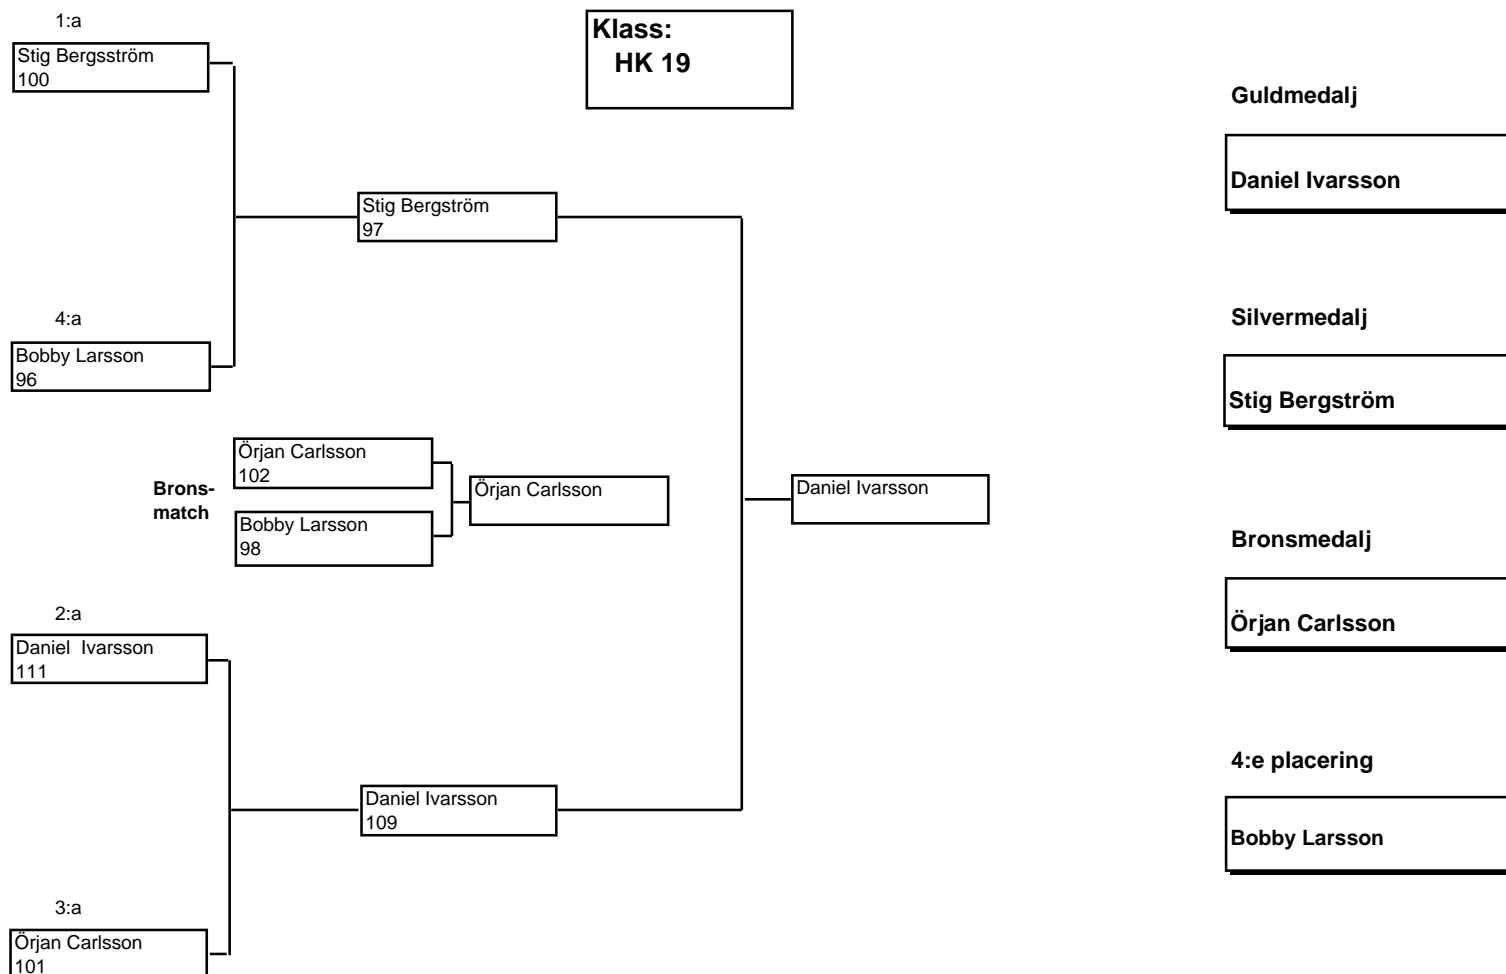 1:a
Stig Bergsström
100
Klass:
HK 19
Guldmedalj
Daniel Ivarsson
Stig Bergström
97
4:a
Bobby Larsson
96
Silvermedalj
Stig Bergström
Brons-
match
Örjan Carlsson
102
Bobby Larsson
98
Örjan Carlsson
Daniel Ivarsson
Bronsmedalj
Örjan Carlsson
2:a
Daniel  Ivarsson
111
Daniel Ivarsson
109
4:e placering
Bobby Larsson
3:a
Örjan Carlsson
101